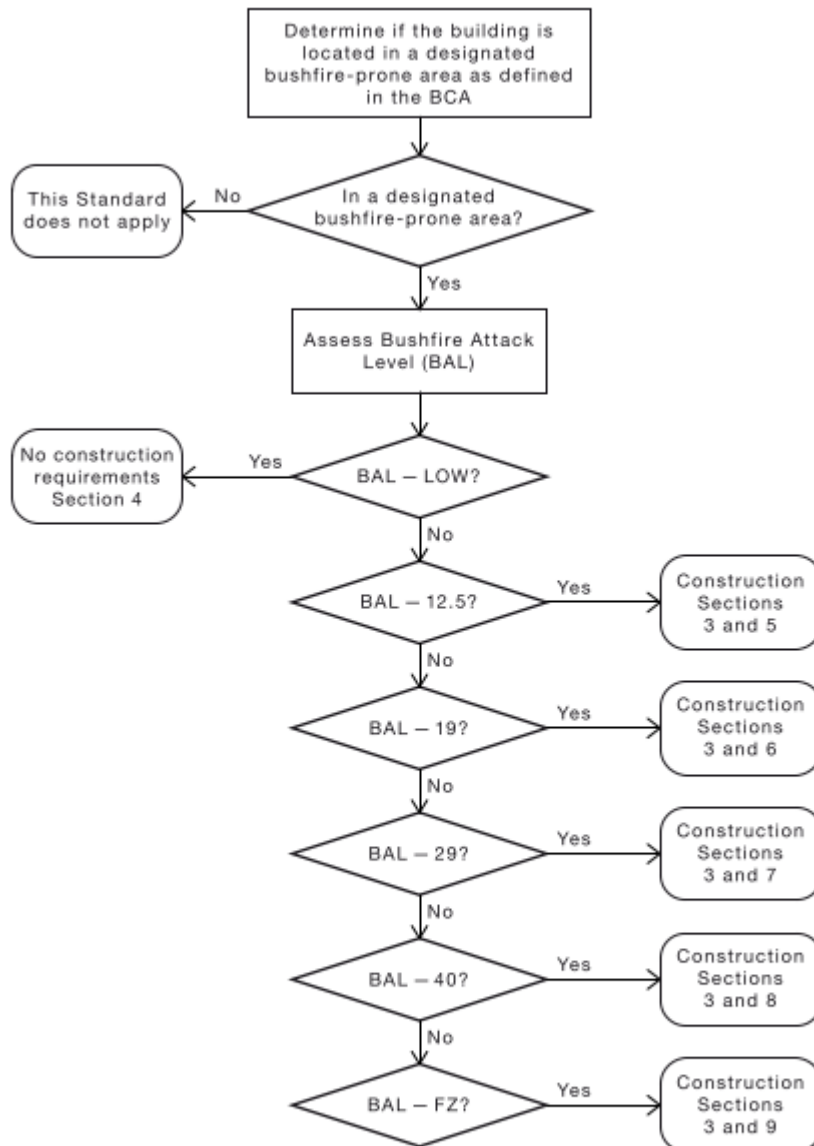 Determine if the building is
located in a designated
bushfire-prone area as defined
in the BCA
In a designated
bushfire-prone area?
No
This Standard
does not apply
Yes
Assess Bushfire Attack
Level (BAL)
BAL — LOW?
Yes
No construction
requirements
Section 4
No
BAL — 12.5?
Yes
Construction
Sections
3 and 5
No
BAL — 19?
Yes
Construction
Sections
3 and 6
No
BAL — 29?
Yes
Construction
Sections
3 and 7
No
BAL — 40?
Yes
Construction
Sections
3 and 8
No
BAL — FZ?
Yes
Construction
Sections
3 and 9